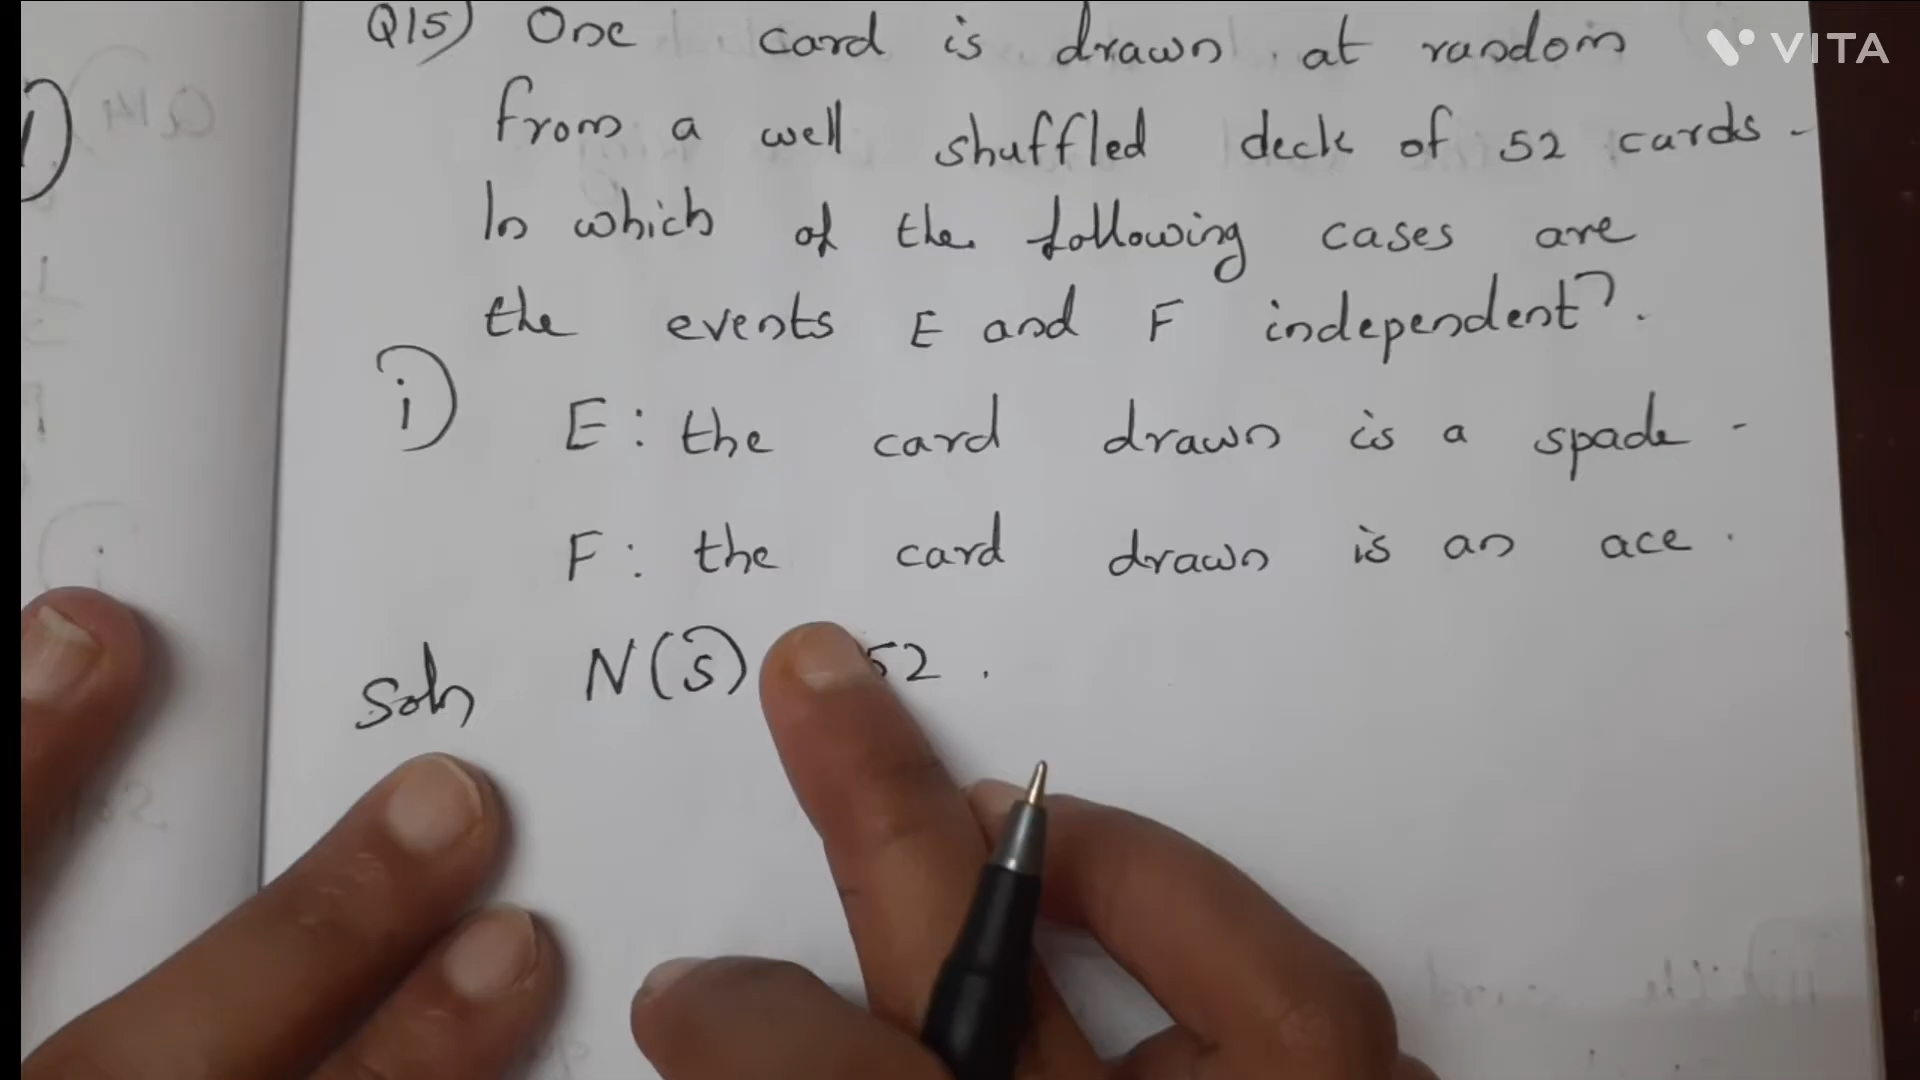 Q15) One card is drawn at random
VITA
from a well shuffled deck of 52 cards.
In which of the following cases are
the events E and F independent?.
i) E: the card drawn is a spade.
F: the card drawn is an ace.
Soln N(s) 52.